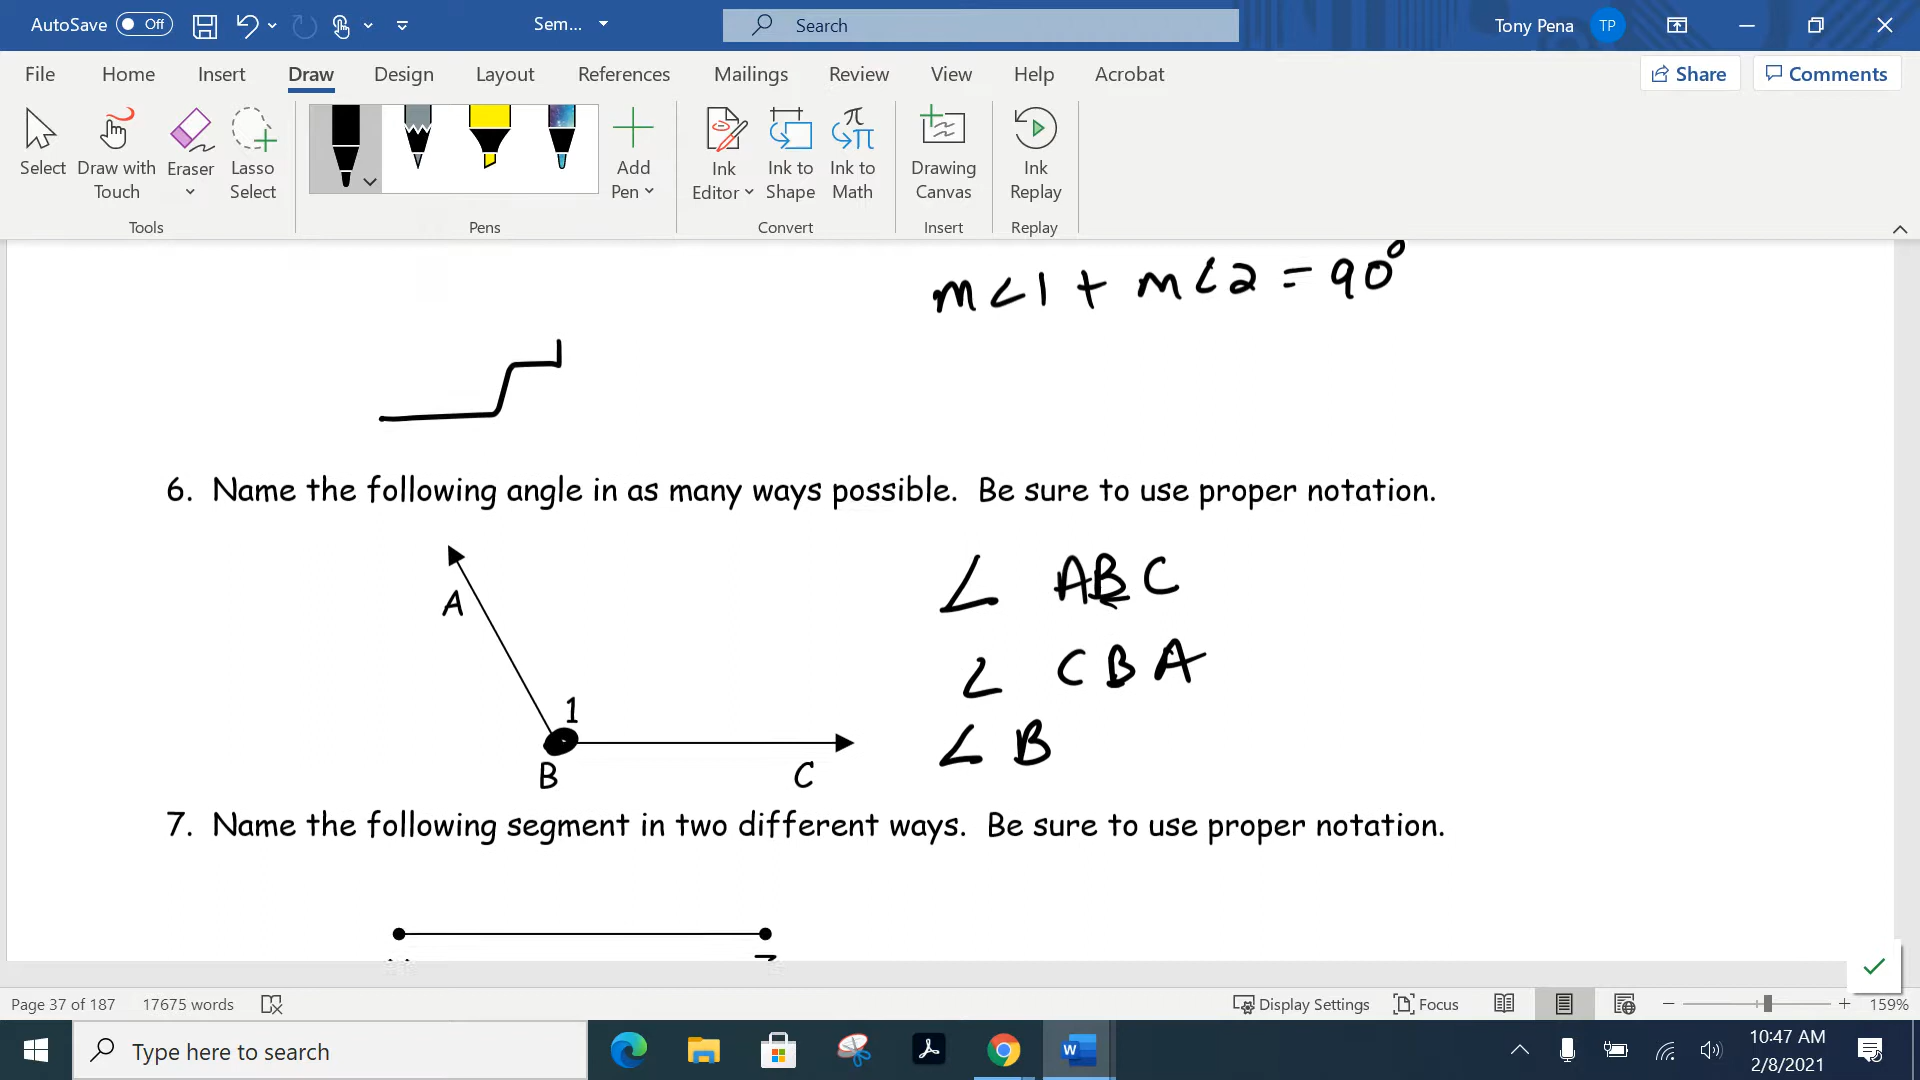 AutoSave Off Sem... Search Tony Pena TP
File Home Insert Draw Design Layout References Mailings Review View Help Acrobat Share Comments
Select Draw with Touch Eraser Lasso Select Add Pen Ink Editor Ink to Shape Ink to Math Drawing Canvas Ink Replay
Tools Pens Convert Insert Replay
m∠1 + m∠2 = 90°
6. Name the following angle in as many ways possible. Be sure to use proper notation.
∠ ABC
A
∠ CBA
1
∠ B
B C
7. Name the following segment in two different ways. Be sure to use proper notation.
Page 37 of 187 17675 words Display Settings Focus 159%
Type here to search 10:47 AM
2/8/2021